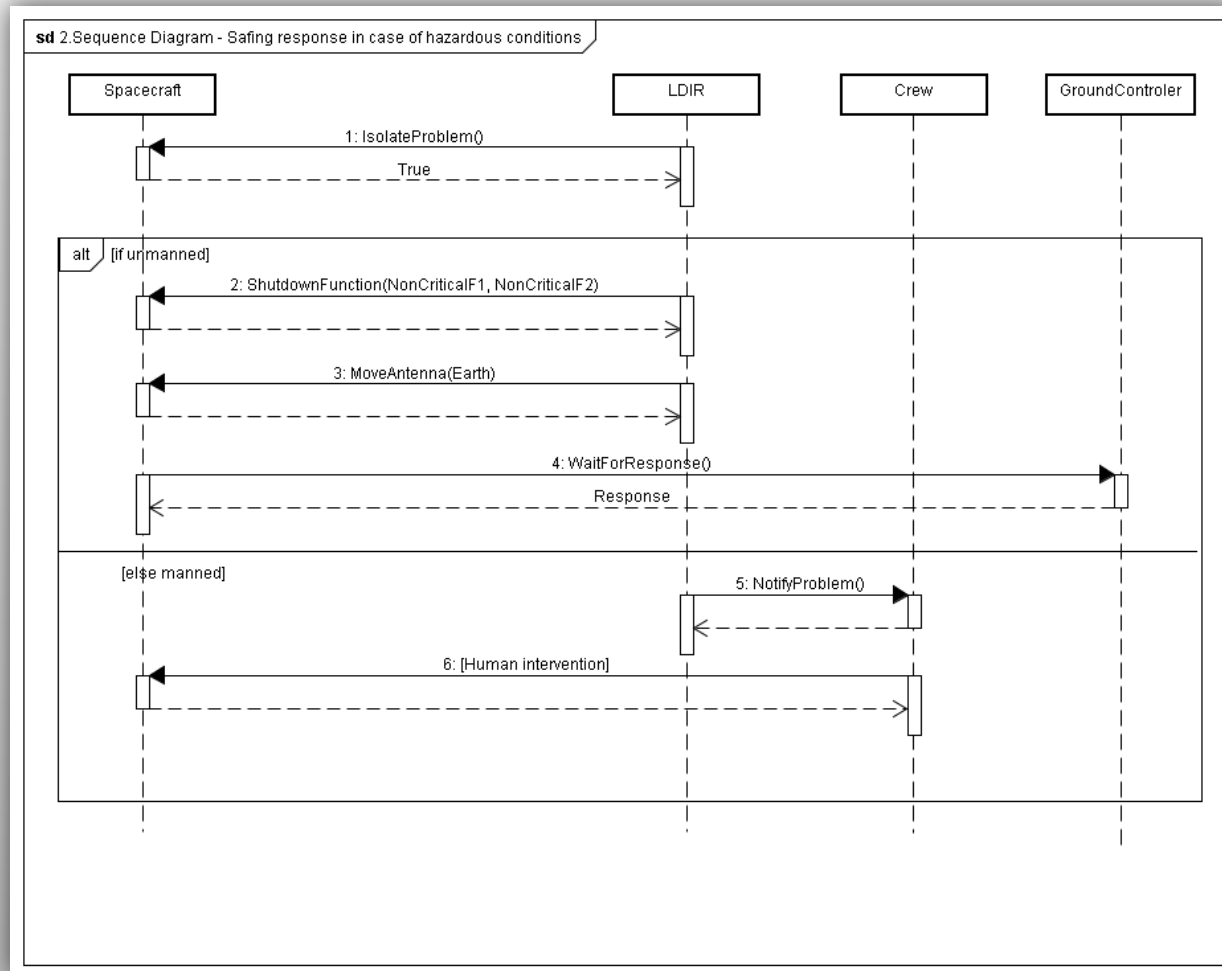 sd 2.Sequence Diagram - Safing response in case of hazardous conditions
Spacecraft
LDIR
Crew
GroundControler
1: IsolateProblem()
True
alt [if unmanned]
2: ShutdownFunction(NonCriticalF1, NonCriticalF2)
3: MoveAntenna(Earth)
4: WaitForResponse()
Response
[else manned]
5: NotifyProblem()
6: [Human intervention]